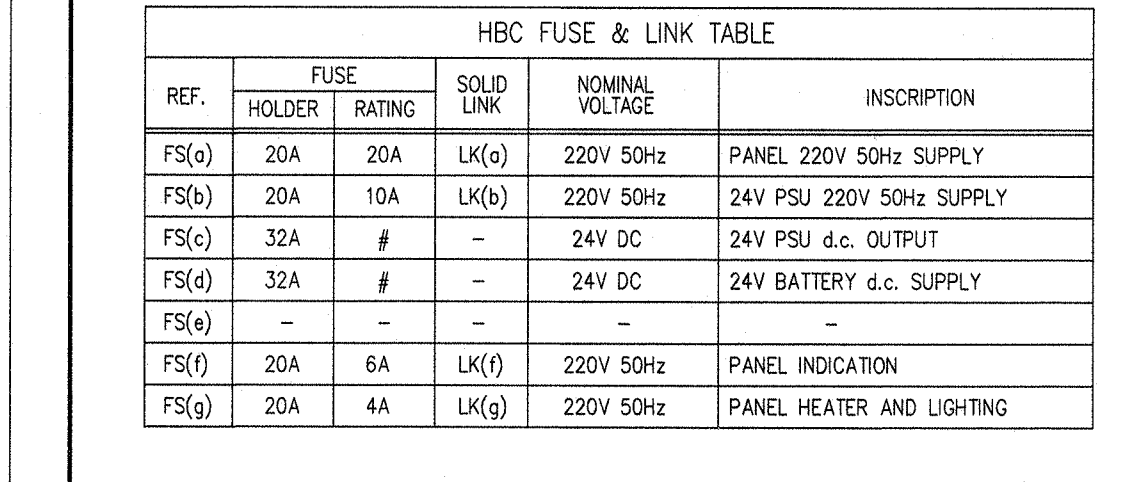 HBC FUSE & LINK TABLE
REF. FUSE SOLID LINK NOMINAL VOLTAGE INSCRIPTION
HOLDER RATING
FS(a) 20A 20A LK(a) 220V 50Hz PANEL 220V 50Hz SUPPLY
FS(b) 20A 10A LK(b) 220V 50Hz 24V PSU 220V 50Hz SUPPLY
FS(c) 32A # – 24V DC 24V PSU d.c. OUTPUT
FS(d) 32A # – 24V DC 24V BATTERY d.c. SUPPLY
FS(e) – – – – –
FS(f) 20A 6A LK(f) 220V 50Hz PANEL INDICATION
FS(g) 20A 4A LK(g) 220V 50Hz PANEL HEATER AND LIGHTING